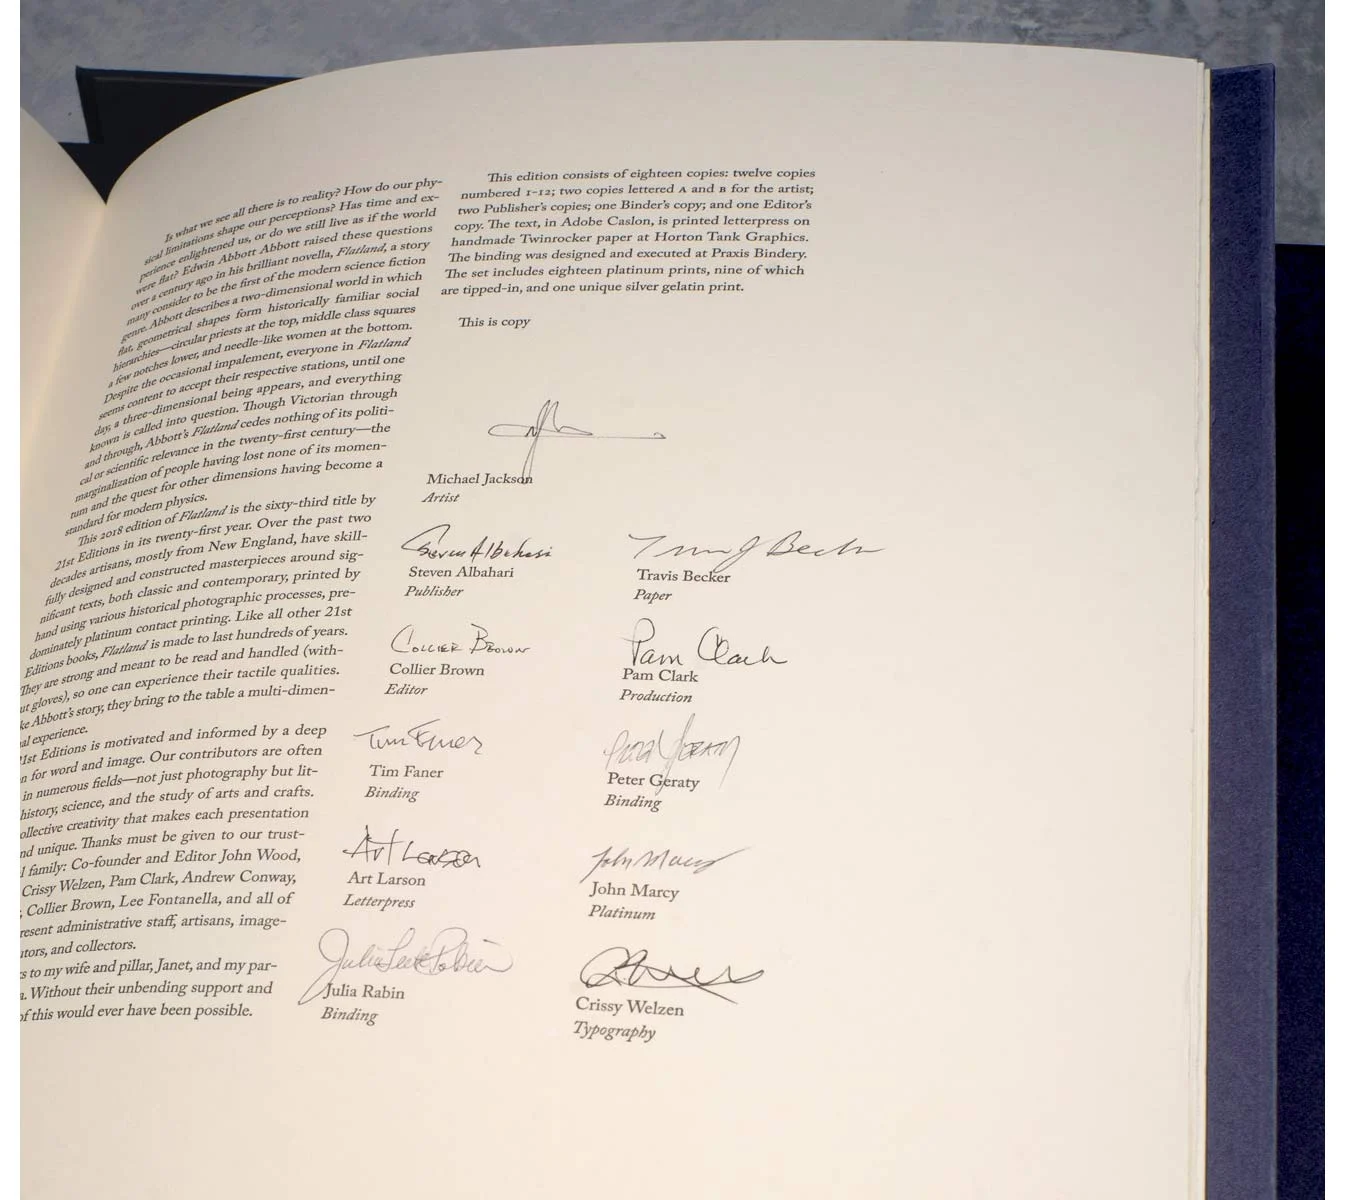 Is what we see all there is to reality? How do our phy-
sical limitations shape our perceptions? Has time and ex-
perience enlightened us, or do we still live as if the world
were flat? Edwin Abbott Abbott raised these questions
over a century ago in his brilliant novella, Flatland, a story
many consider to be the first of the modern science fiction
genre. Abbott describes a two-dimensional world in which
flat, geometrical shapes form historically familiar social
hierarchies—circular priests at the top, middle class squares
a few notches lower, and needle-like women at the bottom.
Despite the occasional impalement, everyone in Flatland
seems content to accept their respective stations, until one
day, a three-dimensional being appears, and everything
known is called into question. Though Victorian through
and through, Abbott's Flatland cedes nothing of its politi-
cal or scientific relevance in the twenty-first century—the
marginalization of people having lost none of its momen-
tum and the quest for other dimensions having become a
standard for modern physics.
This 2018 edition of Flatland is the sixty-third title by
21st Editions in its twenty-first year. Over the past two
decades artisans, mostly from New England, have skill-
fully designed and constructed masterpieces around sig-
nificant texts, both classic and contemporary, printed by
hand using various historical photographic processes, pre-
dominately platinum contact printing. Like all other 21st
Editions books, Flatland is made to last hundreds of years.
They are strong and meant to be read and handled (with-
ut gloves), so one can experience their tactile qualities.
ke Abbott's story, they bring to the table a multi-dimen-
al experience.
1st Editions is motivated and informed by a deep
n for word and image. Our contributors are often
in numerous fields—not just photography but lit-
history, science, and the study of arts and crafts.
ollective creativity that makes each presentation
nd unique. Thanks must be given to our trust-
l family: Co-founder and Editor John Wood,
Crissy Welzen, Pam Clark, Andrew Conway,
, Collier Brown, Lee Fontanella, and all of
resent administrative staff, artisans, image-
tors, and collectors.
s to my wife and pillar, Janet, and my par-
. Without their unbending support and
of this would ever have been possible.
This edition consists of eighteen copies: twelve copies
numbered 1-12; two copies lettered A and B for the artist;
two Publisher's copies; one Binder's copy; and one Editor's
copy. The text, in Adobe Caslon, is printed letterpress on
handmade Twinrocker paper at Horton Tank Graphics.
The binding was designed and executed at Praxis Bindery.
The set includes eighteen platinum prints, nine of which
are tipped-in, and one unique silver gelatin print.
This is copy
Michael Jackson
Artist
Steven Albahari
Steven Albahari
Publisher
Travis Becker
Paper
Collier Brown
Collier Brown
Editor
Pam Clark
Pam Clark
Production
Tim Faner
Tim Faner
Binding
Peter Geraty
Binding
Art Larson
Art Larson
Letterpress
John Marcy
John Marcy
Platinum
Julia Rabin
Binding
Crissy Welzen
Typography